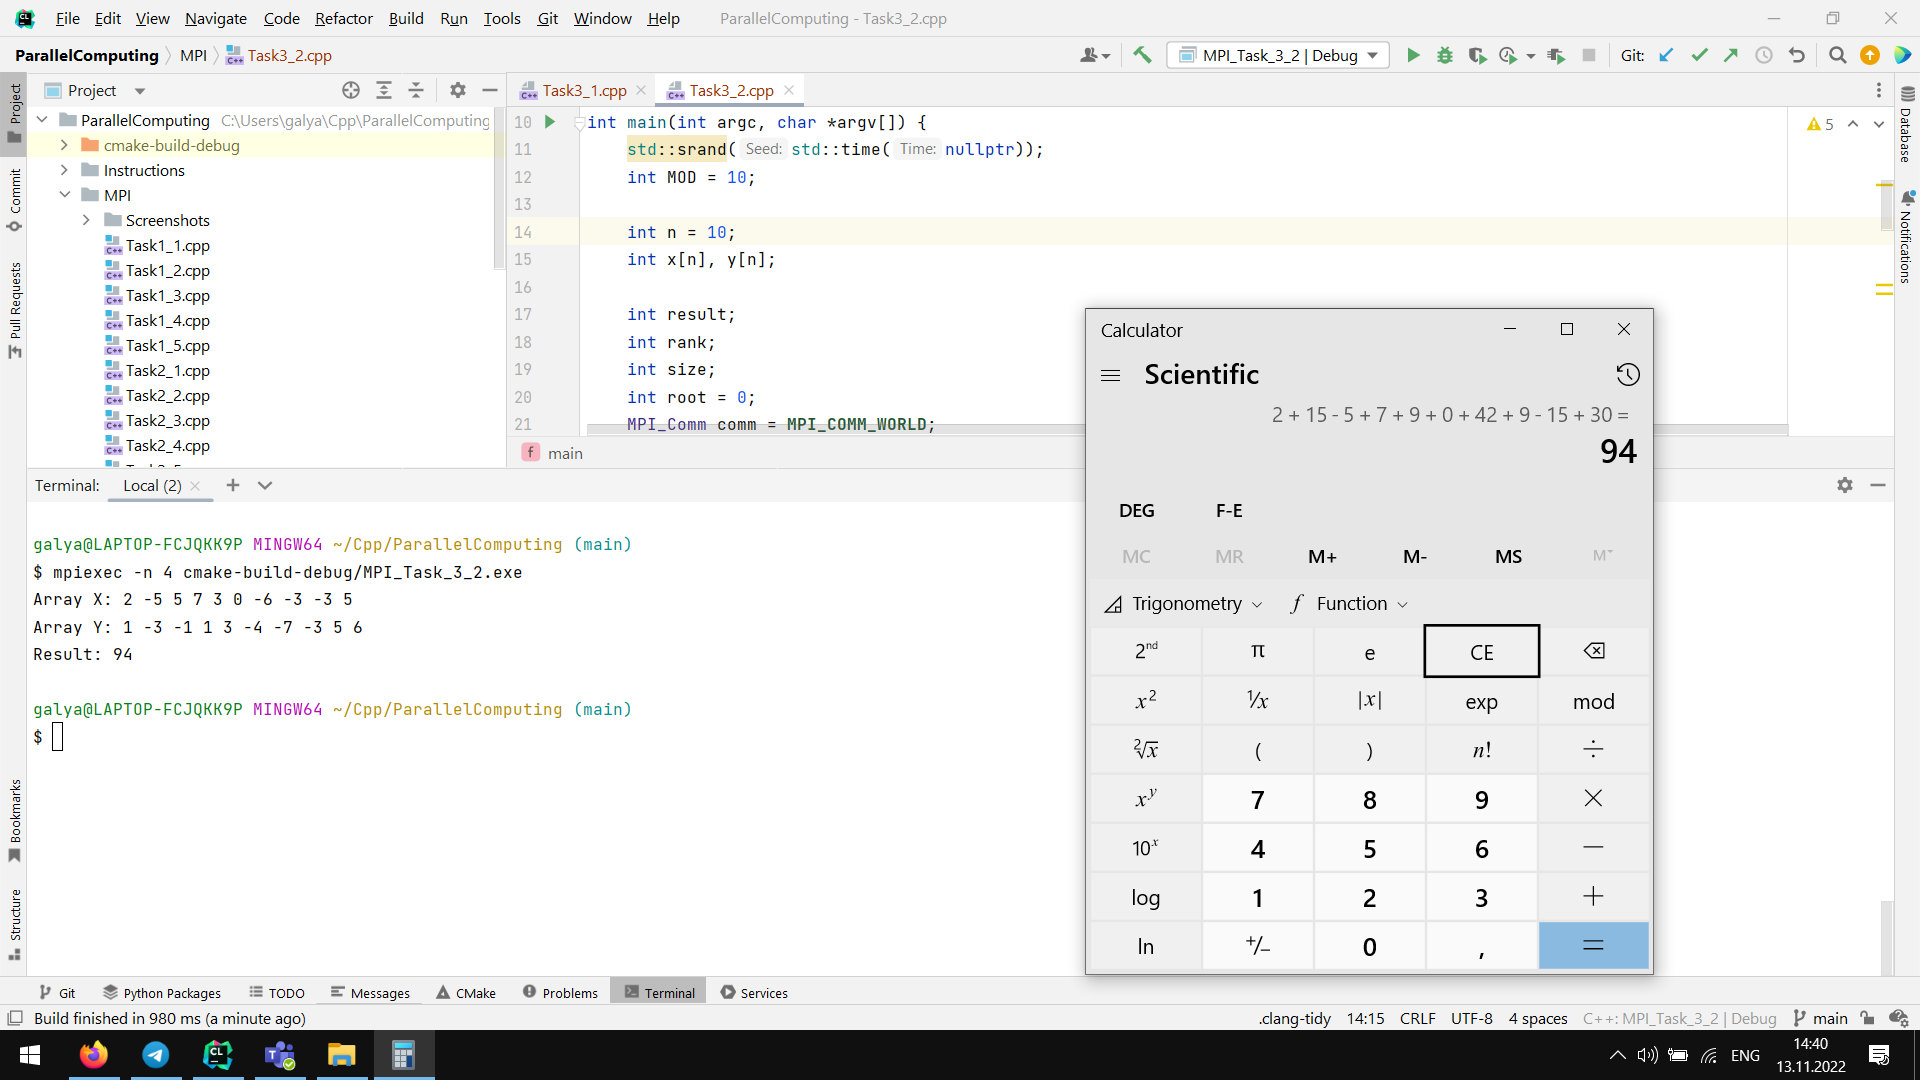 File Edit View Navigate Code Refactor Build Run Tools Git Window Help ParallelComputing - Task3_2.cpp
ParallelComputing MPI Task3_2.cpp MPI_Task_3_2 | Debug Git:
Project
Task3_1.cpp Task3_2.cpp
Project
Commit
Pull Requests
Bookmarks
Structure
Database
Notifications
ParallelComputing C:\Users\galya\Cpp\ParallelComputing
cmake-build-debug
Instructions
MPI
Screenshots
Task1_1.cpp
Task1_2.cpp
Task1_3.cpp
Task1_4.cpp
Task1_5.cpp
Task2_1.cpp
Task2_2.cpp
Task2_3.cpp
Task2_4.cpp
10 int main(int argc, char *argv[]) {
11 std::srand( Seed: std::time( Time: nullptr));
12 int MOD = 10;
13
14 int n = 10;
15 int x[n], y[n];
16
17 int result;
18 int rank;
19 int size;
20 int root = 0;
21 MPI_Comm comm = MPI_COMM_WORLD;
5
f main
Terminal: Local (2)
galya@LAPTOP-FCJQKK9P MINGW64 ~/Cpp/ParallelComputing (main)
$ mpiexec -n 4 cmake-build-debug/MPI_Task_3_2.exe
Array X: 2 -5 5 7 3 0 -6 -3 -3 5
Array Y: 1 -3 -1 1 3 -4 -7 -3 5 6
Result: 94
galya@LAPTOP-FCJQKK9P MINGW64 ~/Cpp/ParallelComputing (main)
$
Calculator
Scientific
2 + 15 - 5 + 7 + 9 + 0 + 42 + 9 - 15 + 30 =
94
DEG F-E
MC MR M+ M- MS M˅
Trigonometry f Function
2nd π e CE
x² ¹/x |x| exp mod
²√x ( ) n! ÷
xʸ 7 8 9 ×
10ˣ 4 5 6 −
log 1 2 3 +
ln +/− 0 , =
Git Python Packages TODO Messages CMake Problems Terminal Services
Build finished in 980 ms (a minute ago) .clang-tidy 14:15 CRLF UTF-8 4 spaces C++: MPI_Task_3_2 | Debug main
ENG
14:40
13.11.2022